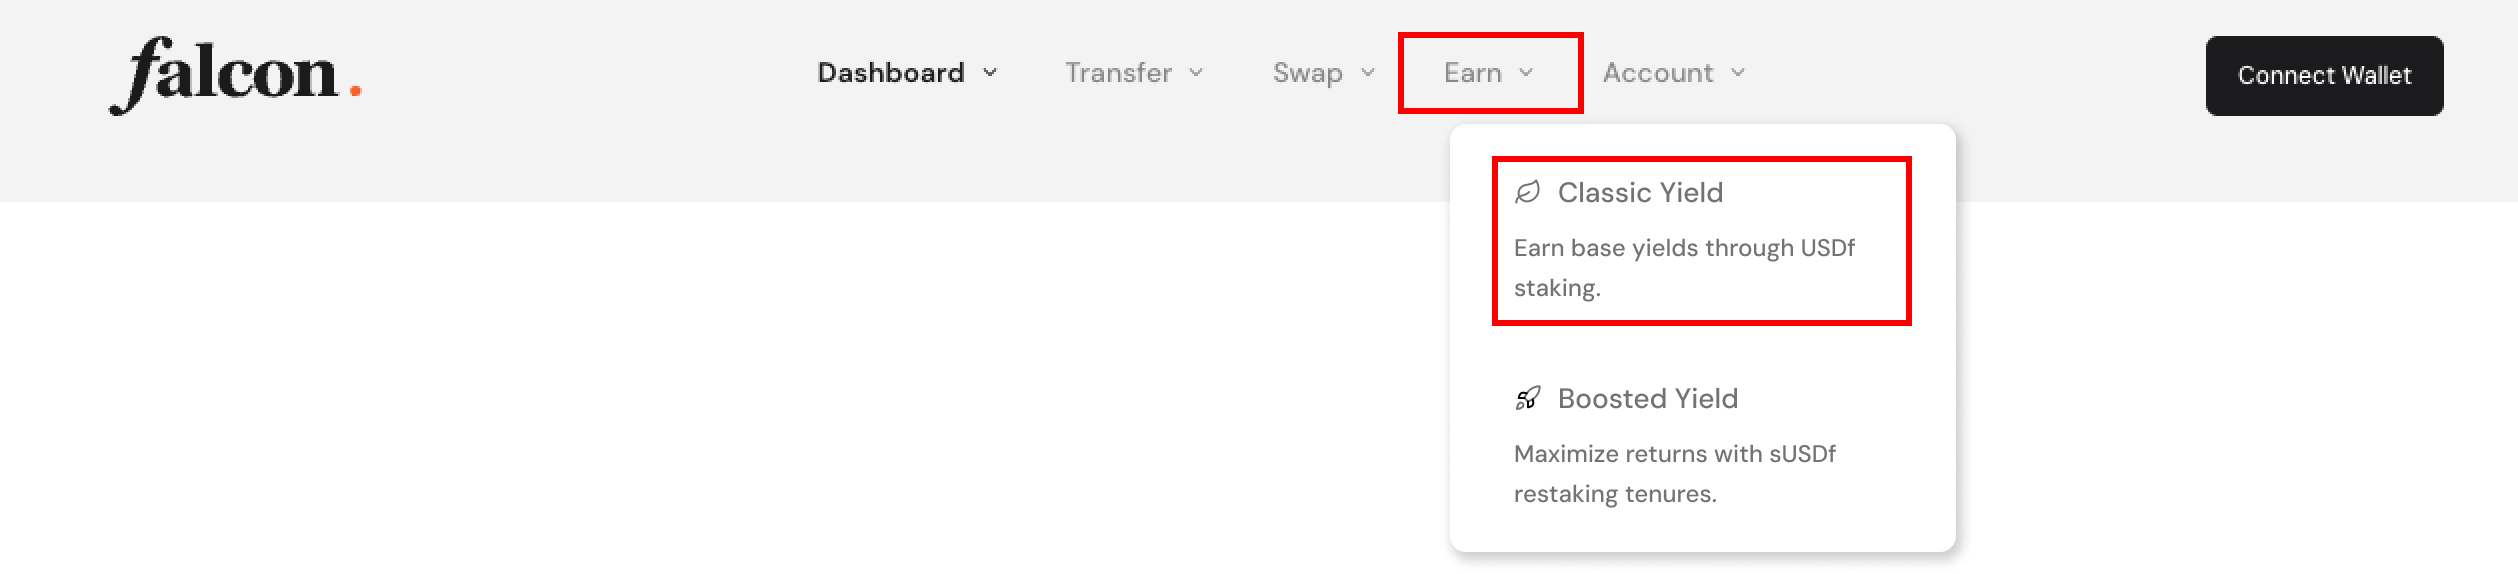 falcon.
Dashboard Transfer Swap Earn Account Connect Wallet
Classic Yield
Earn base yields through USDf
staking.
Boosted Yield
Maximize returns with sUSDf
restaking tenures.